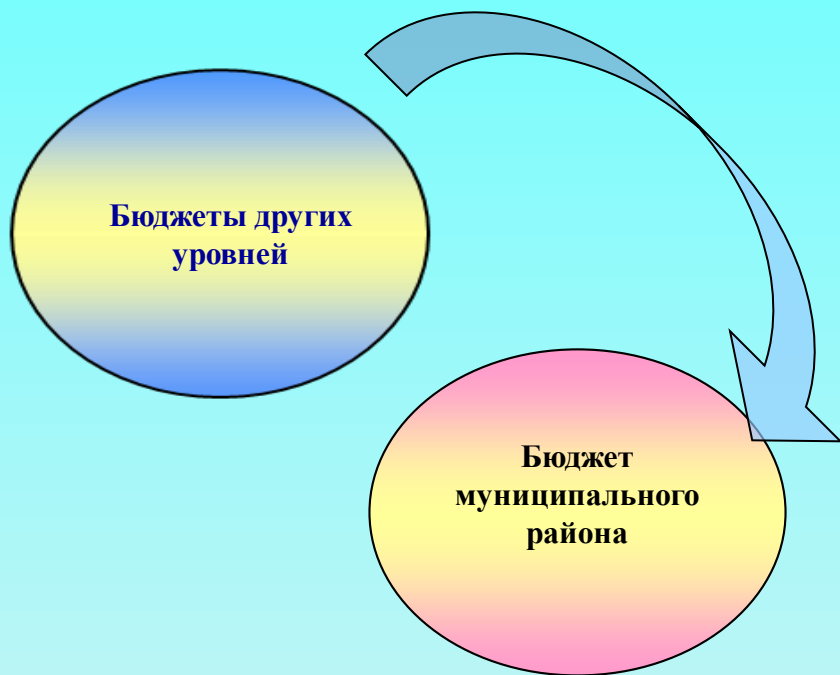 Бюджеты других
уровней
Бюджет
муниципального
района